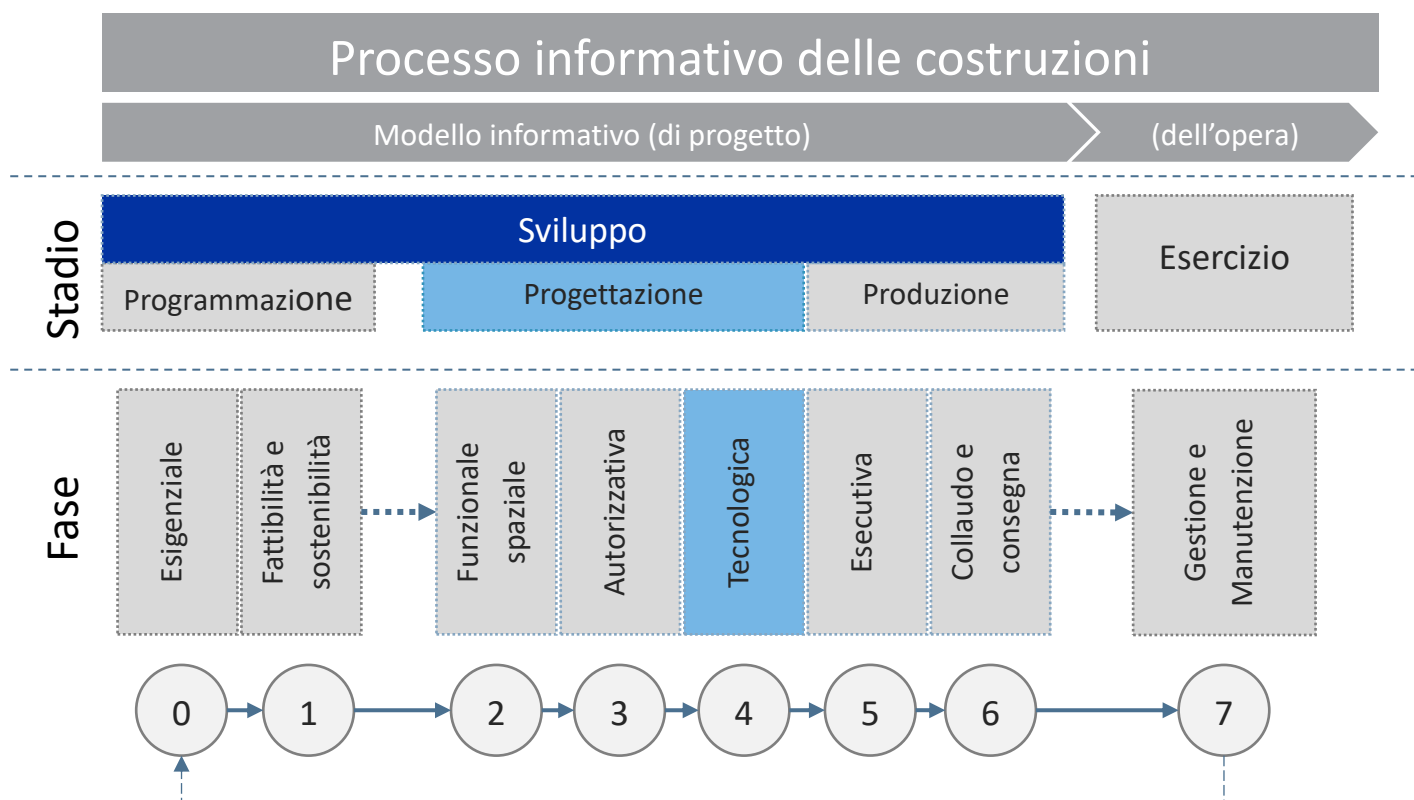 Processo informativo delle costruzioni
Modello informativo (di progetto)
(dell'opera)
Stadio
Sviluppo
Esercizio
Programmazione
Progettazione
Produzione
Fase
Esigenziale
Fattibilità e
sostenibilità
Funzionale
spaziale
Autorizzativa
Tecnologica
Esecutiva
Collaudo e
consegna
Gestione e
Manutenzione
0
1
2
3
4
5
6
7